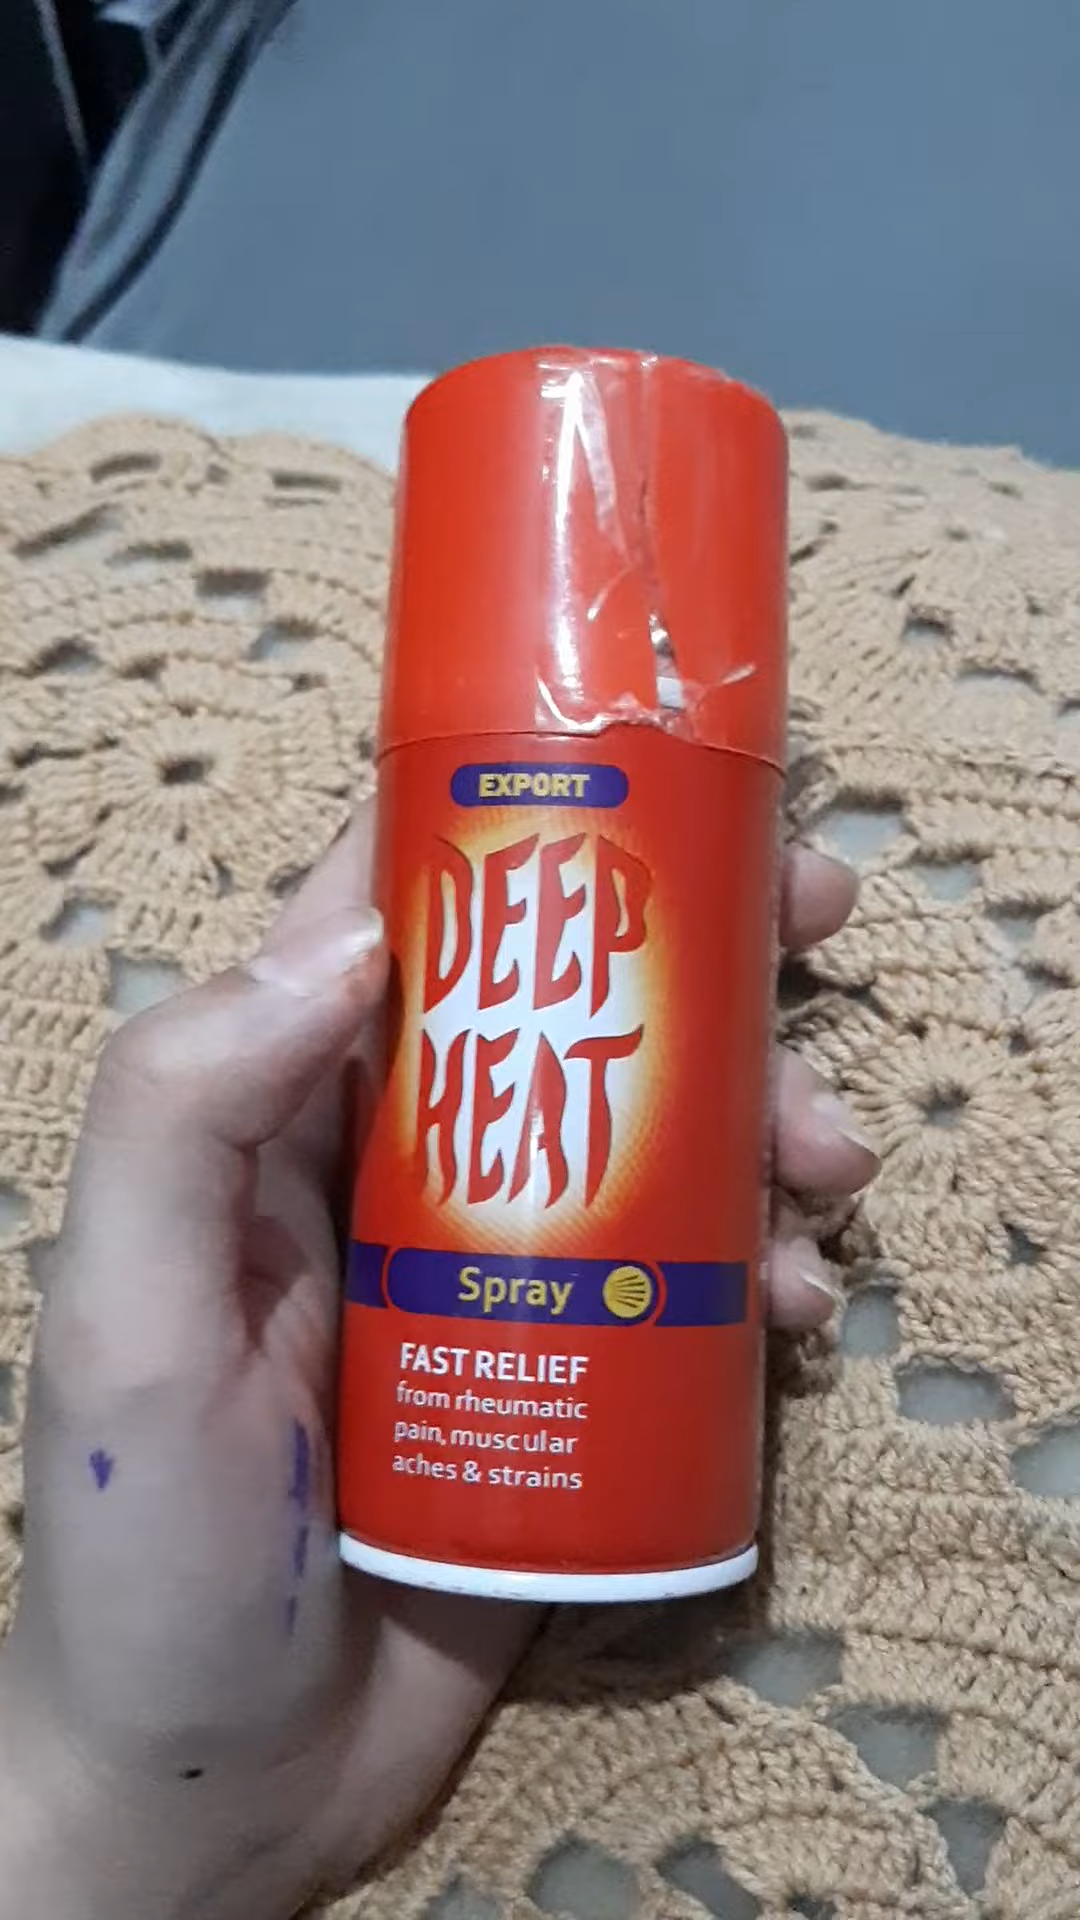 EXPORT
DEEP
HEAT
Spray
FAST RELIEF
from rheumatic
pain, muscular
aches & strains